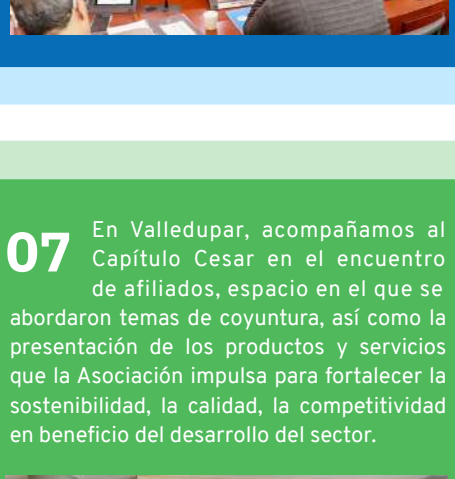 07
En Valledupar, acompañamos al
Capítulo Cesar en el encuentro
de afiliados, espacio en el que se
abordaron temas de coyuntura, así como la
presentación de los productos y servicios
que la Asociación impulsa para fortalecer la
sostenibilidad, la calidad, la competitividad
en beneficio del desarrollo del sector.